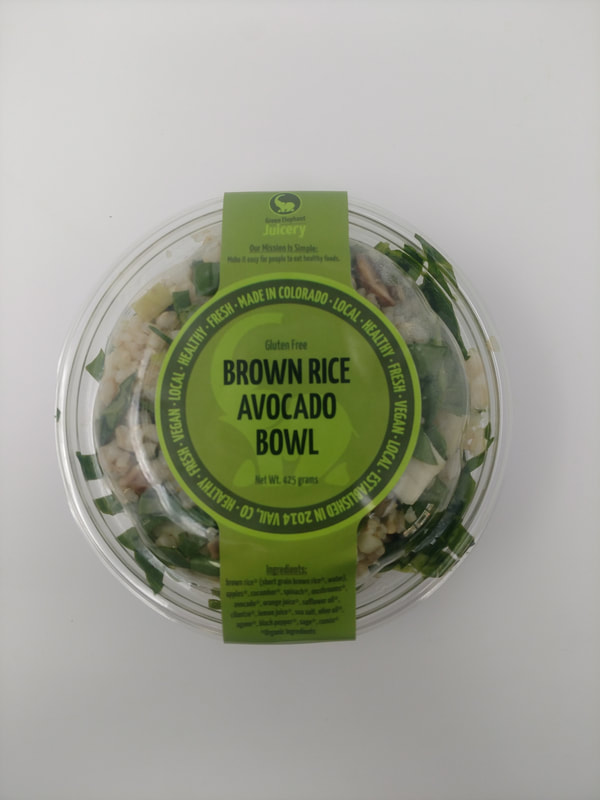 Green Elephant
Juicery
Our Mission Is Simple:
Make it easy for people to eat healthy foods.
FRESH · MADE IN COLORADO · LOCAL · HEALTHY · FRESH · VEGAN · LOCAL · ESTABLISHED IN 2014 VAIL, CO · HEALTHY · FRESH · VEGAN · LOCAL · HEALTHY ·
Gluten Free
BROWN RICE
AVOCADO
BOWL
Net Wt. 425 grams
Ingredients:
brown rice* (short grain brown rice*, water),
apples*, cucumber*, spinach*, mushrooms*,
avocado*, orange juice*, safflower oil*,
cilantro*, lemon juice*, sea salt, olive oil*,
agave*, black pepper*, sage*, cumin*
*Organic Ingredients